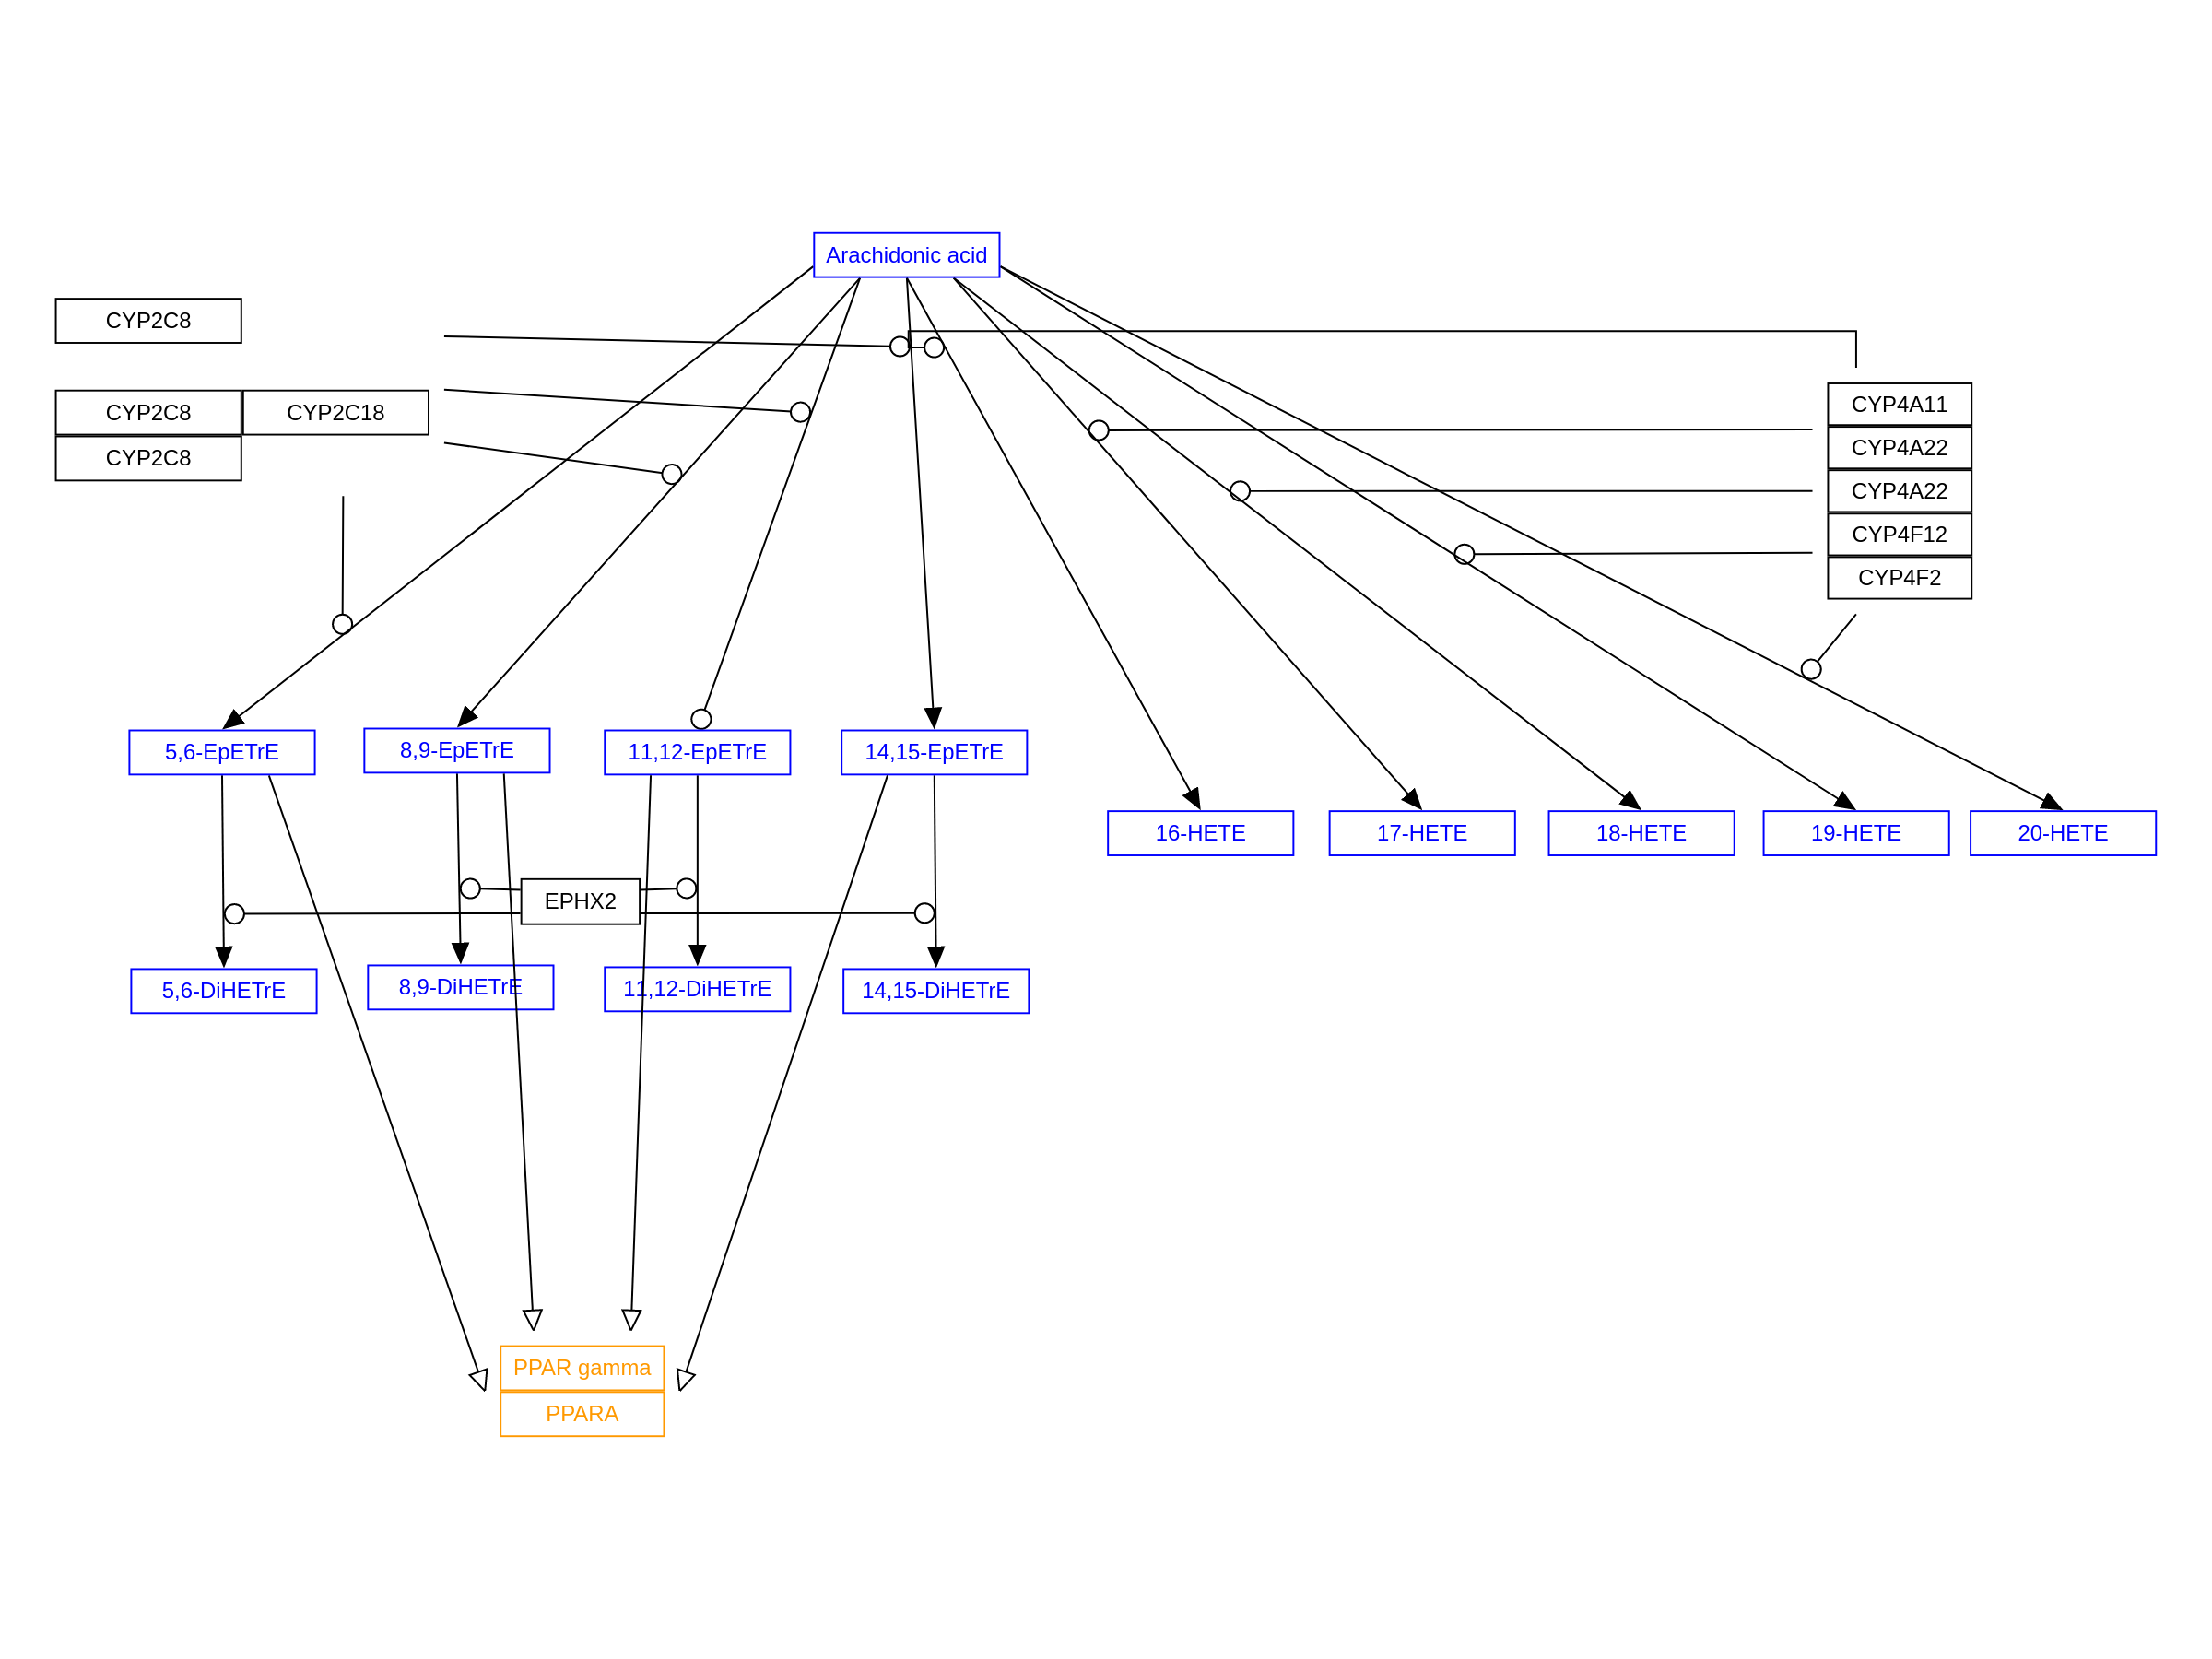 Arachidonic acid
CYP2C8
CYP2C8 CYP2C18
CYP2C8
CYP4A11
CYP4A22
CYP4A22
CYP4F12
CYP4F2
5,6-EpETrE 8,9-EpETrE 11,12-EpETrE 14,15-EpETrE
16-HETE 17-HETE 18-HETE 19-HETE 20-HETE
EPHX2
5,6-DiHETrE 8,9-DiHETrE 11,12-DiHETrE 14,15-DiHETrE
PPAR gamma
PPARA